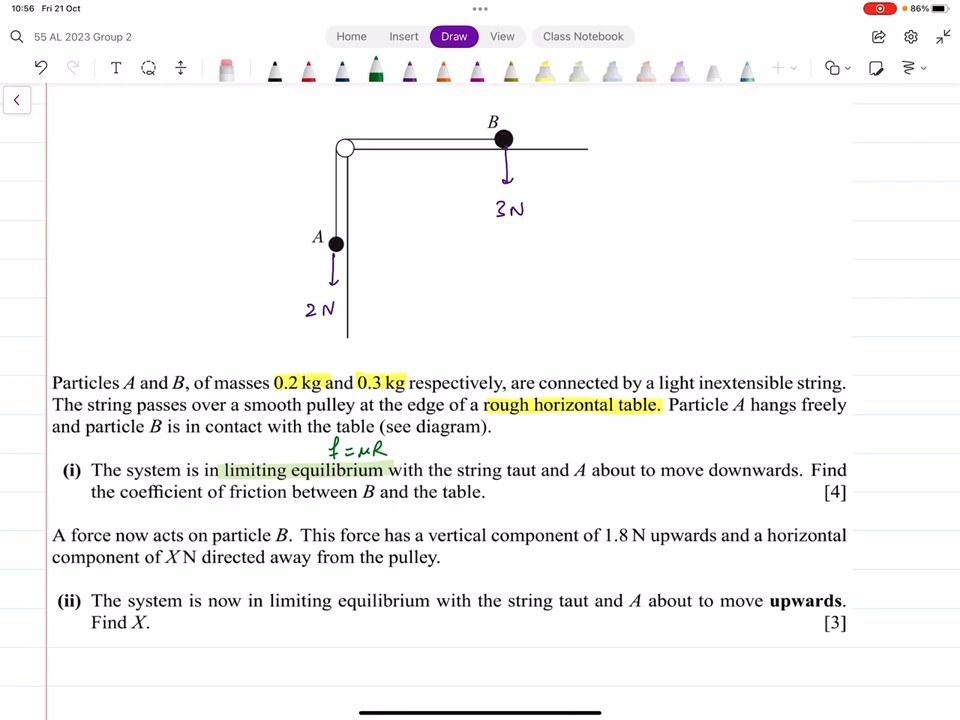 10:56 Fri 21 Oct
86%
55 AL 2023 Group 2
Home Insert Draw View Class Notebook
T
B
3N
A
2N
Particles A and B, of masses 0.2 kg and 0.3 kg respectively, are connected by a light inextensible string.
The string passes over a smooth pulley at the edge of a rough horizontal table. Particle A hangs freely
and particle B is in contact with the table (see diagram).
f = μR
(i) The system is in limiting equilibrium with the string taut and A about to move downwards. Find
the coefficient of friction between B and the table. [4]
A force now acts on particle B. This force has a vertical component of 1.8 N upwards and a horizontal
component of X N directed away from the pulley.
(ii) The system is now in limiting equilibrium with the string taut and A about to move upwards.
Find X. [3]